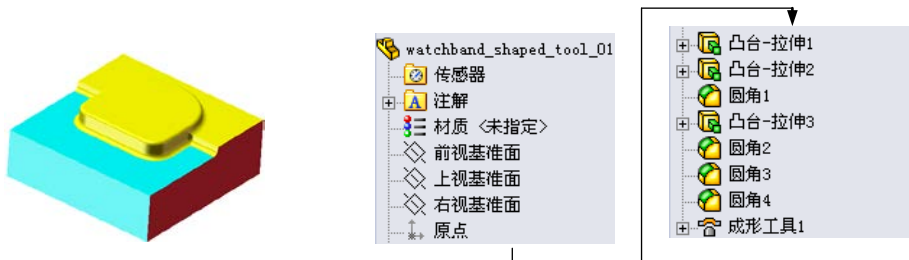 watchband_shaped_tool_01
传感器
A 注解
材质 <未指定>
前视基准面
上视基准面
右视基准面
原点
凸台-拉伸1
凸台-拉伸2
圆角1
凸台-拉伸3
圆角2
圆角3
圆角4
成形工具1